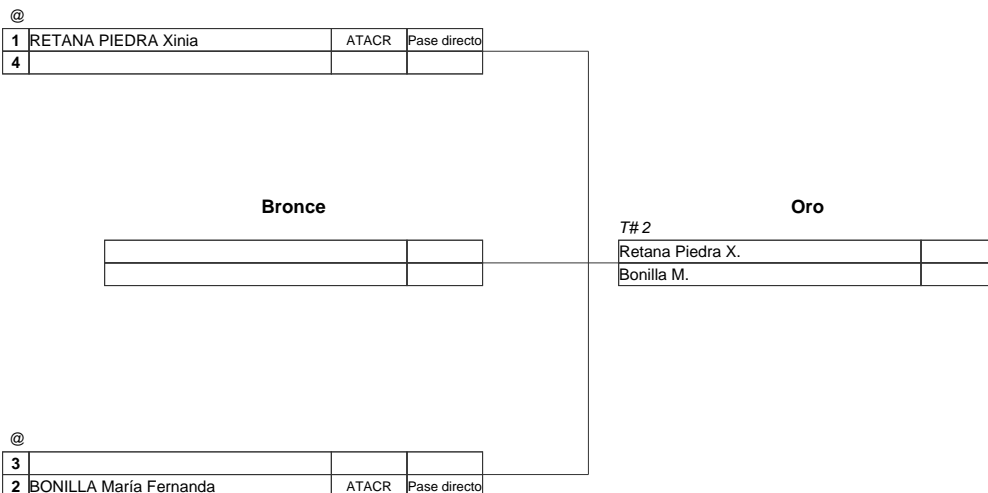 @
1 RETANA PIEDRA Xinia ATACR Pase directo
4
Bronce Oro
T# 2
Retana Piedra X.
Bonilla M.
@
3
2 BONILLA María Fernanda ATACR Pase directo